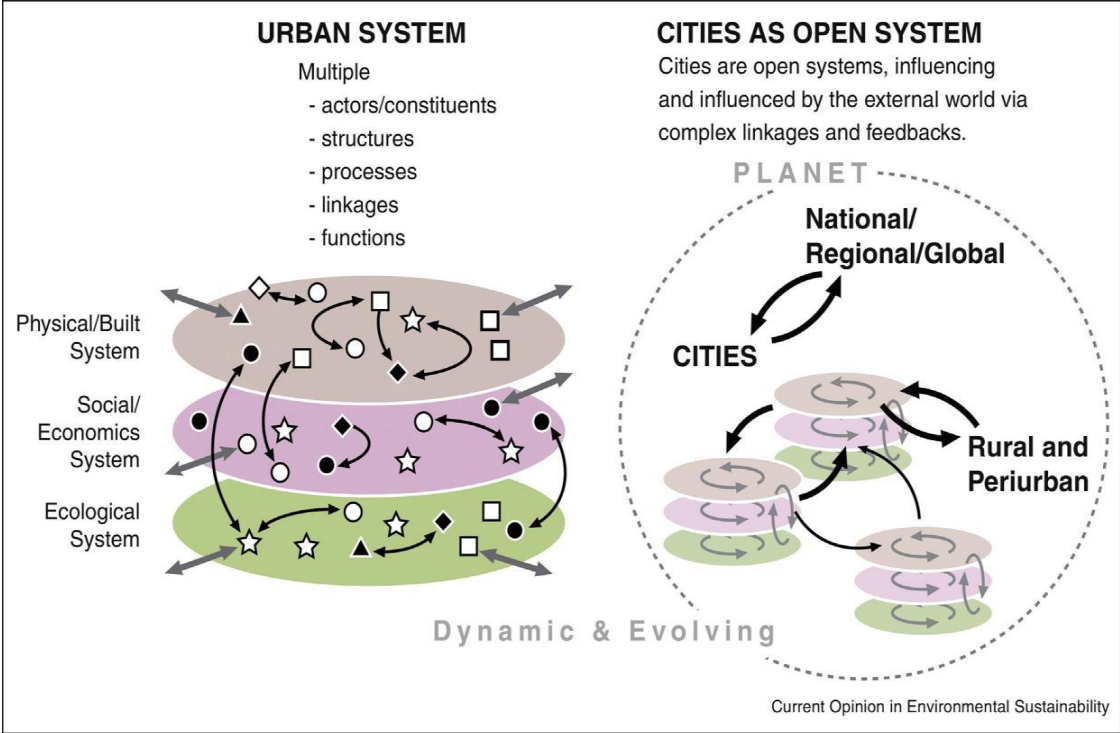 URBAN SYSTEM
Multiple
- actors/constituents
- structures
- processes
- linkages
- functions
Physical/Built
System
Social/
Economics
System
Ecological
System
CITIES AS OPEN SYSTEM
Cities are open systems, influencing
and influenced by the external world via
complex linkages and feedbacks.
PLANET
National/
Regional/Global
CITIES
Rural and
Periurban
Dynamic & Evolving
Current Opinion in Environmental Sustainability